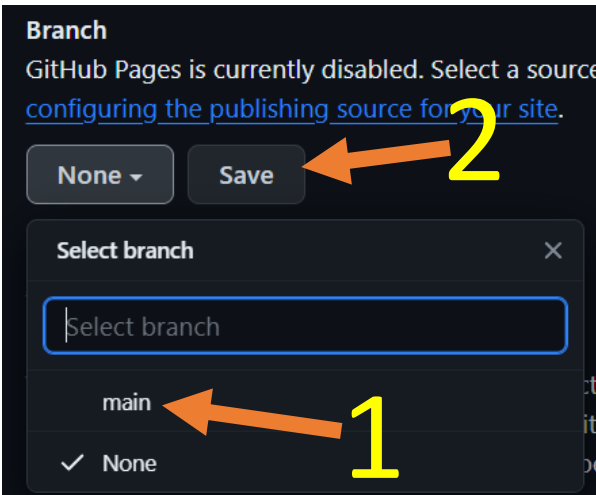 Branch
GitHub Pages is currently disabled. Select a source
configuring the publishing source for your site.
None Save
2
Select branch
Select branch
main
1
None